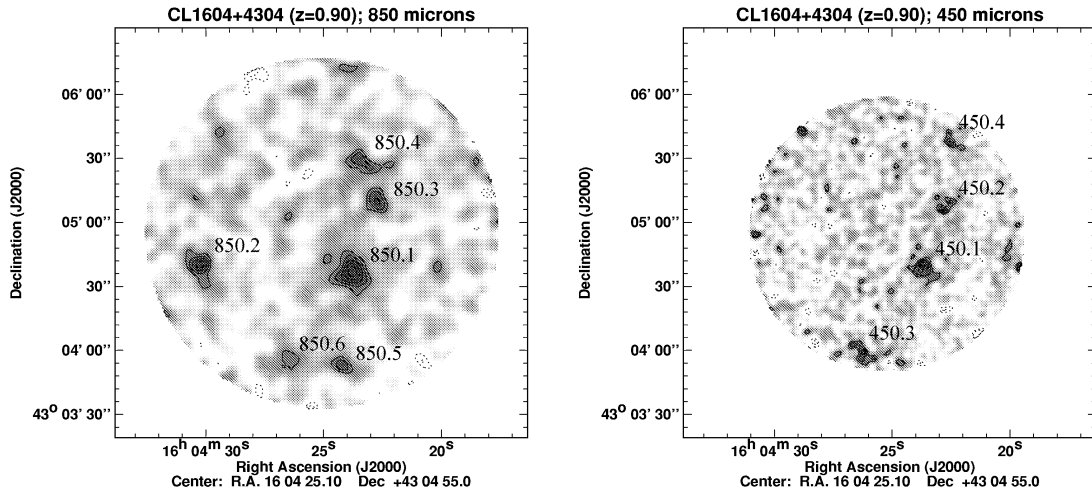 CL1604+4304 (z=0.90); 850 microns
06' 00''
30''
05' 00''
30''
04' 00''
43o 03' 30''
Declination (J2000)
850.4
850.3
850.2
850.1
850.6
850.5
16h 04m 30s
25s
20s
Right Ascension (J2000)
Center: R.A. 16 04 25.10 Dec +43 04 55.0
CL1604+4304 (z=0.90); 450 microns
06' 00''
30''
05' 00''
30''
04' 00''
43o 03' 30''
Declination (J2000)
450.4
450.2
450.1
450.3
16h 04m 30s
25s
20s
Right Ascension (J2000)
Center: R.A. 16 04 25.10 Dec +43 04 55.0